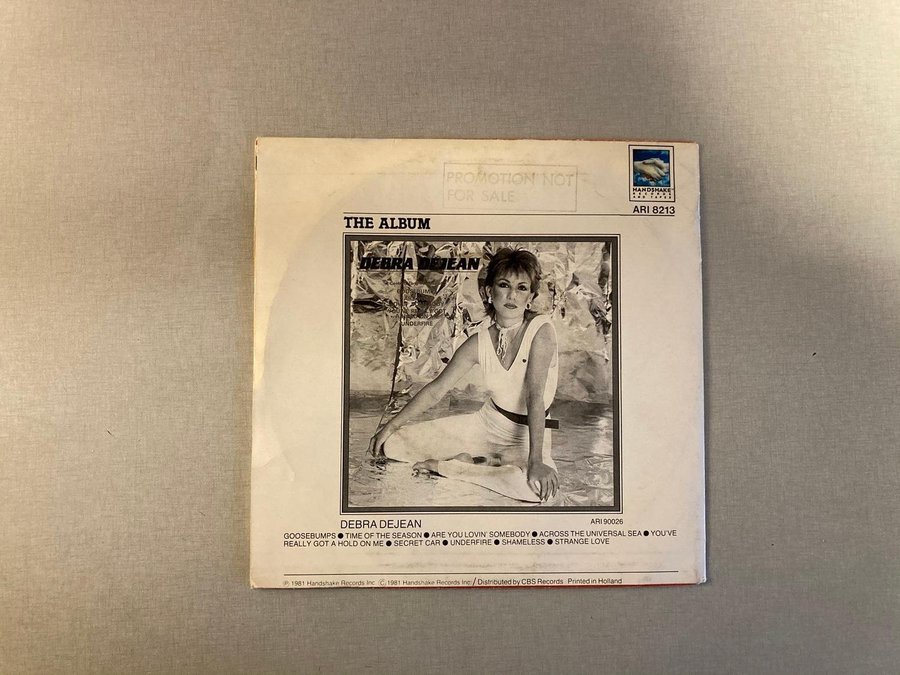 PROMOTION NOT
FOR SALE
HANDSHAKE
RECORDS
AND TAPES
ARI 8213
THE ALBUM
DEBRA DEJEAN
UNDERFIRE
DEBRA DEJEAN
ARI 90026
GOOSEBUMPS ● TIME OF THE SEASON ● ARE YOU LOVIN' SOMEBODY ● ACROSS THE UNIVERSAL SEA ● YOU'VE
REALLY GOT A HOLD ON ME ● SECRET CAR ● UNDERFIRE ● SHAMELESS ● STRANGE LOVE
Ⓟ 1981 Handshake Records Inc. Ⓒ 1981 Handshake Records Inc / Distributed by CBS Records Printed in Holland